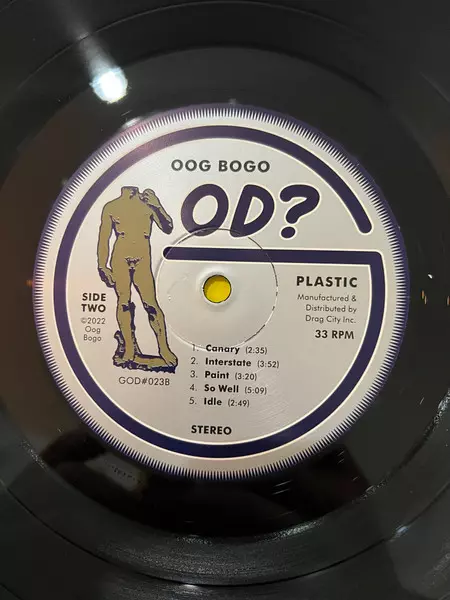 OOG BOGO
OD?
PLASTIC
Manufactured &
Distributed by
Drag City Inc.
33 RPM
SIDE
TWO
©2022
Oog
Bogo
GOD#023B
1. Canary (2:35)
2. Interstate (3:52)
3. Paint (3:20)
4. So Well (5:09)
5. Idle (2:49)
STEREO